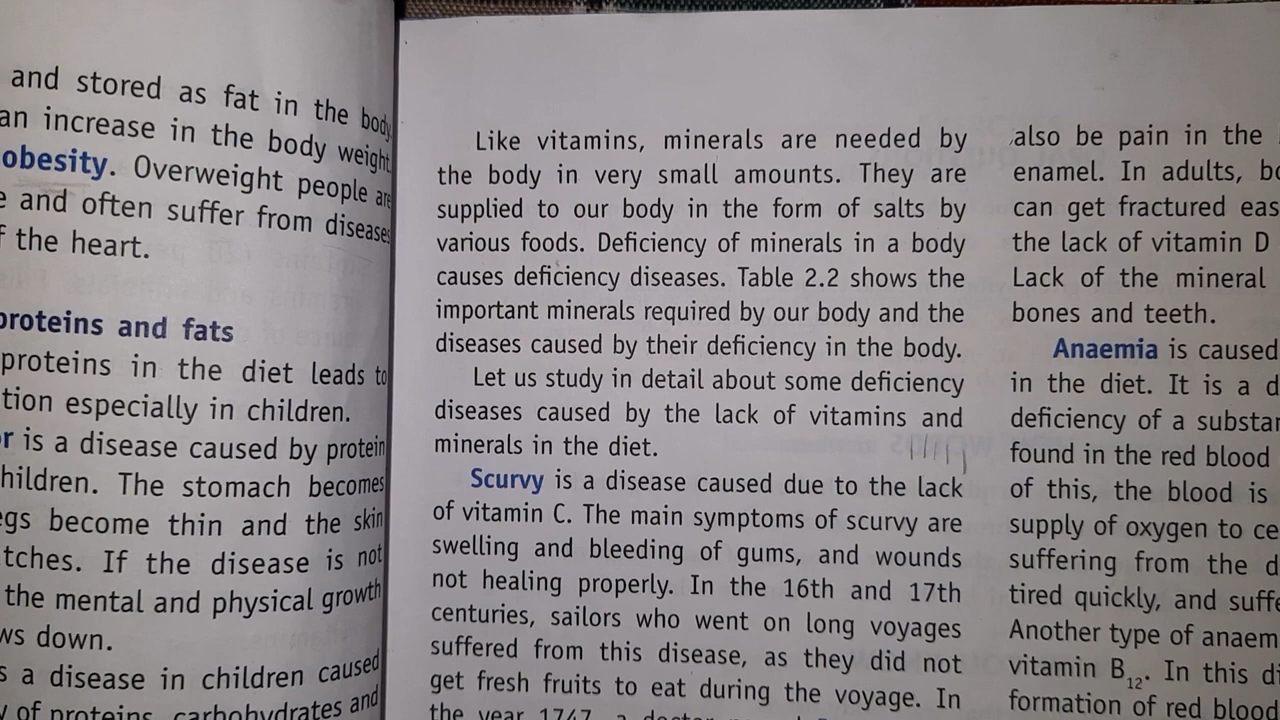 and stored as fat in the body
an increase in the body weight
obesity. Overweight people are
and often suffer from diseases
the heart.
proteins and fats
proteins in the diet leads to
especially in children.
is a disease caused by protein
The stomach becomes
become thin and the skin
If the disease is not
the mental and physical growth
down.
a disease in children caused
of proteins, carbohydrates and
Like vitamins, minerals are needed by
the body in very small amounts. They are
supplied to our body in the form of salts by
various foods. Deficiency of minerals in a body
causes deficiency diseases. Table 2.2 shows the
important minerals required by our body and the
diseases caused by their deficiency in the body.
Let us study in detail about some deficiency
diseases caused by the lack of vitamins and
minerals in the diet.
Scurvy is a disease caused due to the lack
of vitamin C. The main symptoms of scurvy are
swelling and bleeding of gums, and wounds
not healing properly. In the 16th and 17th
centuries, sailors who went on long voyages
suffered from this disease, as they did not
get fresh fruits to eat during the voyage. In
the year 1747, a doctor
also be pain in the
enamel. In adults,
can get fractured
the lack of vitamin D
Lack of the mineral
bones and teeth.
Anaemia is caused
in the diet. It is a
deficiency of a
found in the red blood
of this, the blood is
supply of oxygen to
suffering from the
tired quickly, and
Another type of
vitamin B12. In this
formation of red blood